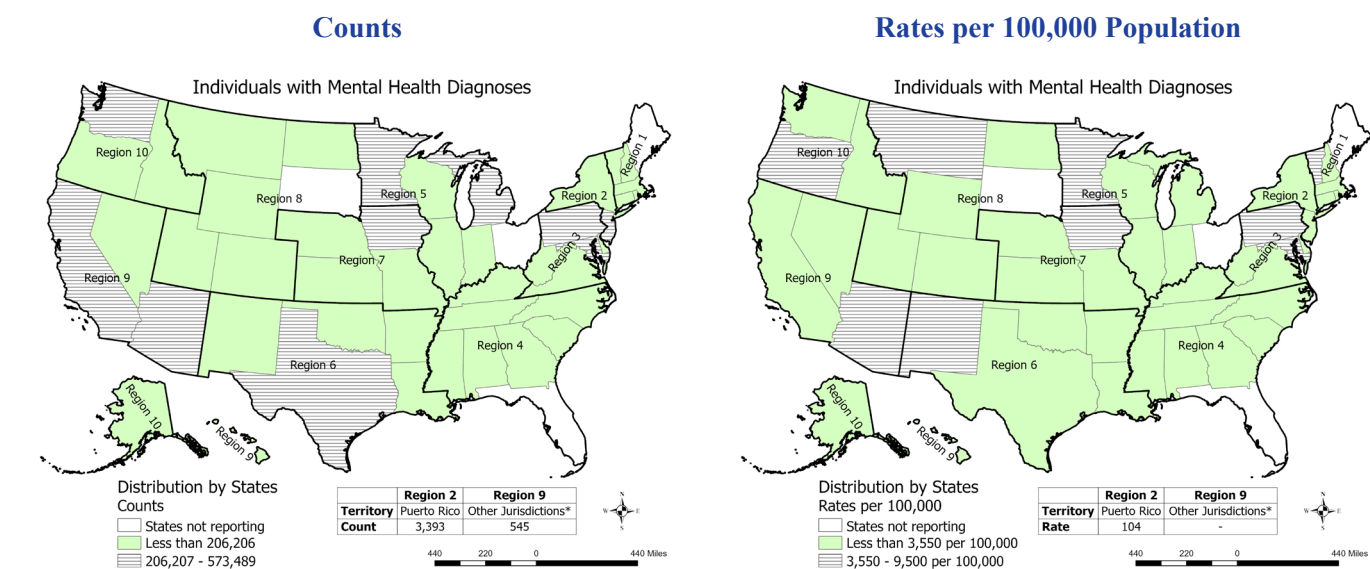 Counts
Individuals with Mental Health Diagnoses
Region 10
Region 8
Region 5
Region 1
Region 2
Region 3
Region 7
Region 9
Region 6
Region 4
Region 10
Region 9
Distribution by States
Counts
States not reporting
Less than 206,206
206,207 - 573,489
Region 2 Region 9
Territory Puerto Rico Other Jurisdictions*
Count 3,393 545
N
W E
S
440 220 0 440 Miles
Rates per 100,000 Population
Individuals with Mental Health Diagnoses
Region 10
Region 8
Region 5
Region 1
Region 2
Region 3
Region 7
Region 9
Region 6
Region 4
Region 10
Region 9
Distribution by States
Rates per 100,000
States not reporting
Less than 3,550 per 100,000
3,550 - 9,500 per 100,000
Region 2 Region 9
Territory Puerto Rico Other Jurisdictions*
Rate 104 -
N
W E
S
440 220 0 440 Miles